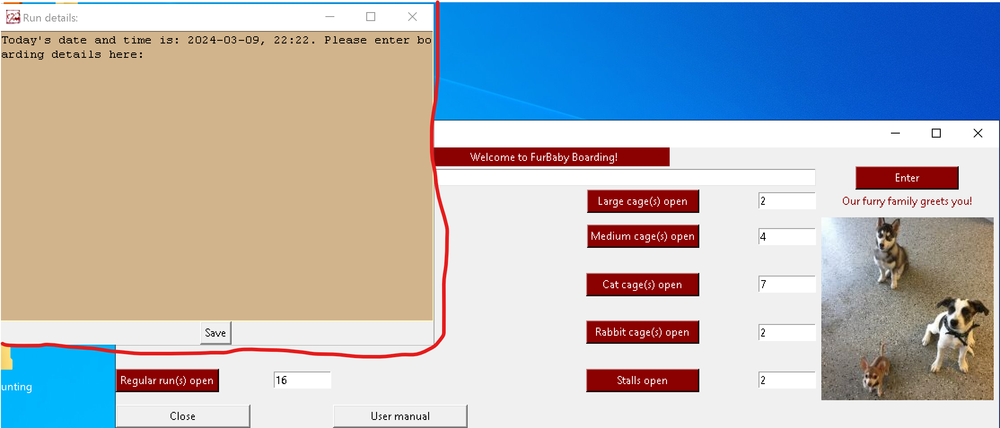 Run details:
Today's date and time is: 2024-03-09, 22:22. Please enter bo
arding details here:
Save
Welcome to FurBaby Boarding!
Enter
Large cage(s) open 2
Our furry family greets you!
Medium cage(s) open 4
Cat cage(s) open 7
Rabbit cage(s) open 2
Regular run(s) open 16
Stalls open 2
unting
Close
User manual